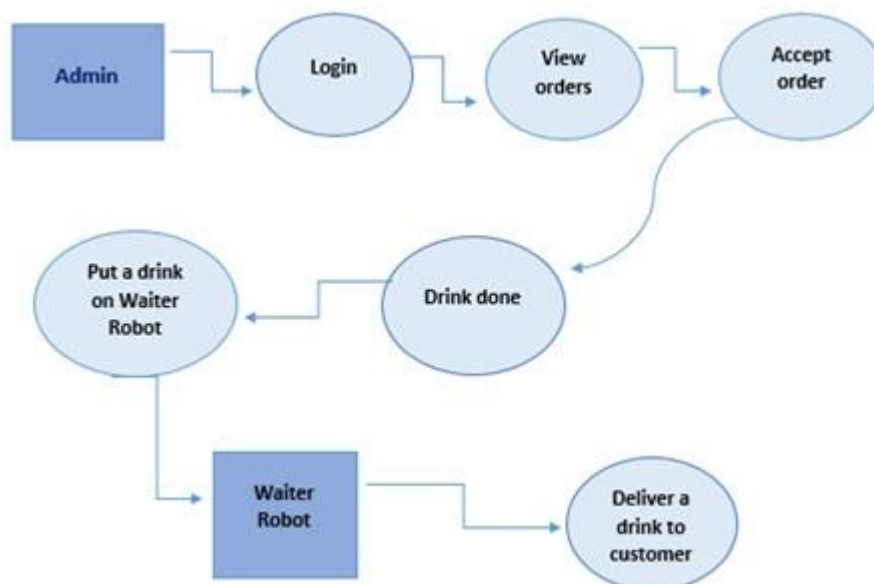 Admin
Login
View
orders
Accept
order
Drink done
Put a drink
on Waiter
Robot
Waiter
Robot
Deliver a
drink to
customer